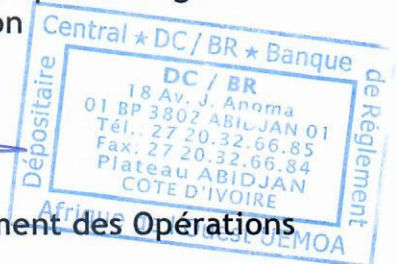 on
Central ★ DC / BR ★ Banque
de Règlement
Dépositaire
DC / BR
18 Av. J. Anoma
01 BP 3802 ABIDJAN 01
Tél.: 27 20.32.66.85
Fax: 27 20.32.66.84
Plateau ABIDJAN
COTE D'IVOIRE
Afrique UEMOA
ment des Opérations